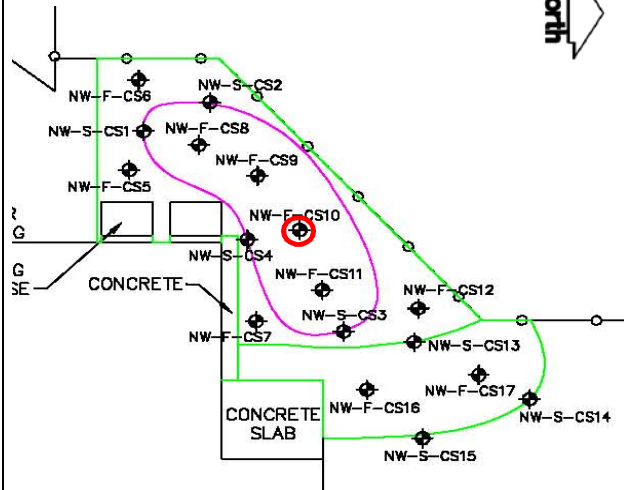 orth
NW-S-CS2
NW-F-CS6
NW-S-CS1
NW-F-CS8
NW-F-CS9
NW-F-CS5
NW-F-CS10
R
G
NW-S-CS4
G
SE
CONCRETE
NW-F-CS11
NW-F-CS12
NW-S-CS3
NW-F-CS7
NW-S-CS13
NW-F-CS17
NW-F-CS16
NW-S-CS14
CONCRETE
SLAB
NW-S-CS15